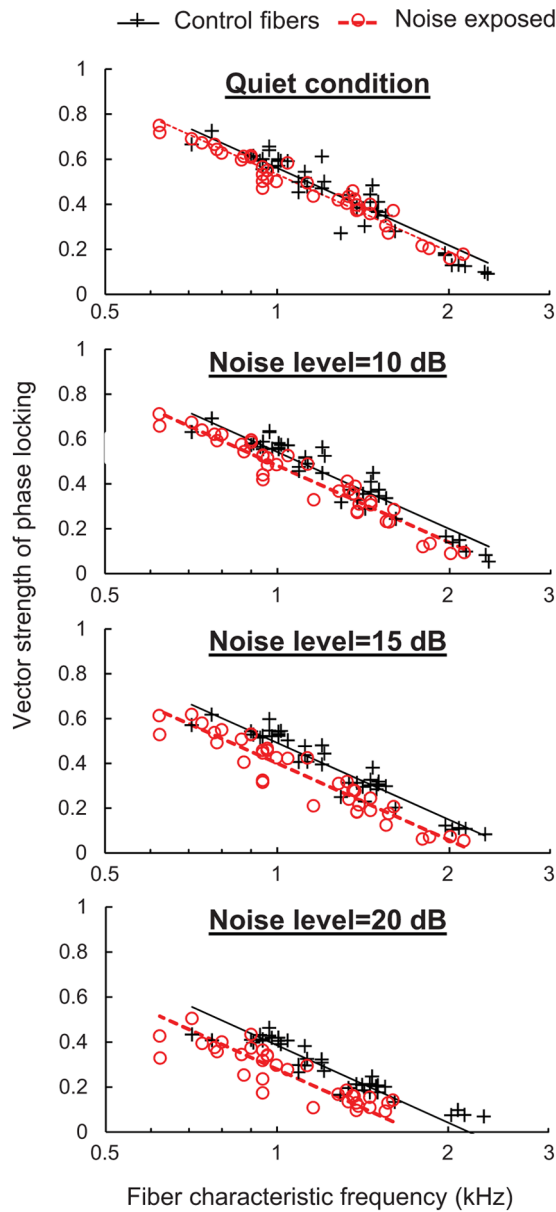 Control fibers Noise exposed
Quiet condition
1
0.8
0.6
0.4
0.2
0
0.5 1 2 3
Noise level=10 dB
1
0.8
0.6
0.4
0.2
0
0.5 1 2 3
Noise level=15 dB
1
0.8
0.6
0.4
0.2
0
0.5 1 2 3
Noise level=20 dB
1
0.8
0.6
0.4
0.2
0
0.5 1 2 3
Vector strength of phase locking
Fiber characteristic frequency (kHz)